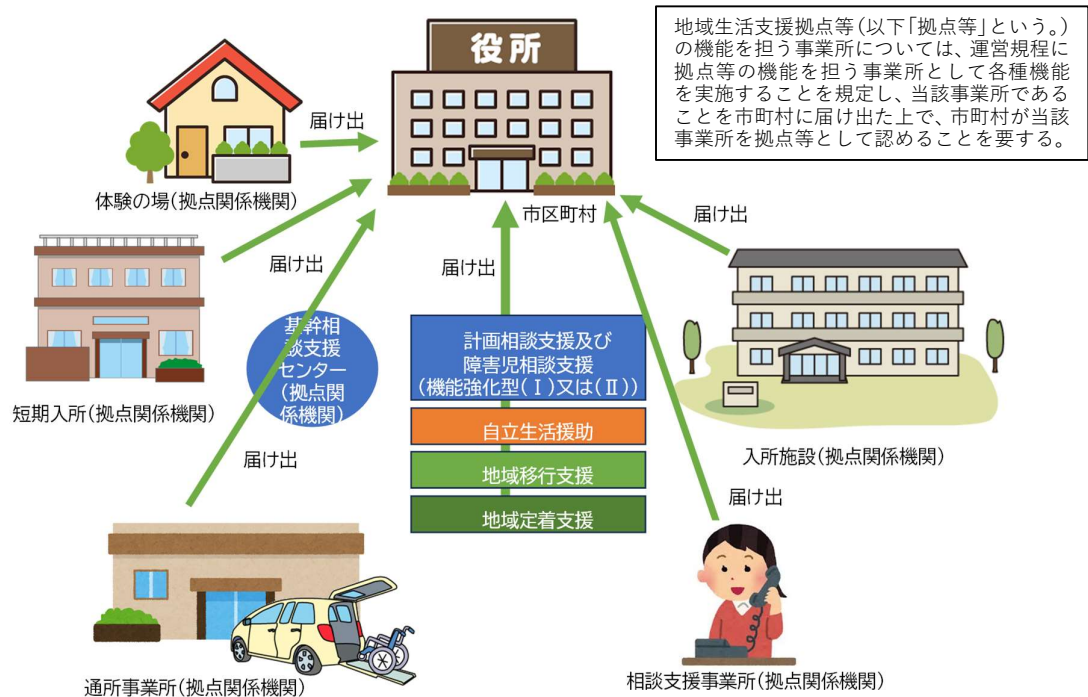 役所
地域生活支援拠点等(以下「拠点等」という。)
の機能を担う事業所については、運営規程に
拠点等の機能を担う事業所として各種機能
を実施することを規定し、当該事業所である
ことを市町村に届け出た上で、市町村が当該
事業所を拠点等として認めることを要する。
届け出
体験の場(拠点関係機関)
市区町村
届け出
届け出
届け出
基幹相
談支援
センター
(拠点関
係機関)
計画相談支援及び
障害児相談支援
(機能強化型(Ⅰ)又は(Ⅱ))
短期入所(拠点関係機関)
自立生活援助
入所施設(拠点関係機関)
届け出
地域移行支援
届け出
地域定着支援
通所事業所(拠点関係機関)
相談支援事業所(拠点関係機関)